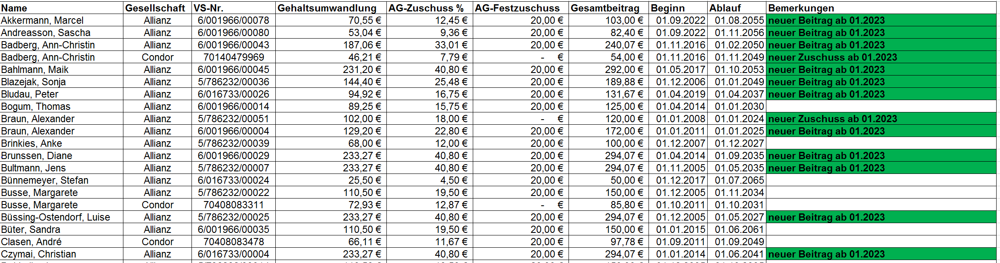 Name Gesellschaft VS-Nr. Gehaltsumwandlung AG-Zuschuss % AG-Festzuschuss Gesamtbeitrag Beginn Ablauf Bemerkungen
Akkermann, Marcel Allianz 6/001966/00078 70,55 € 12,45 € 20,00 € 103,00 € 01.09.2022 01.08.2055 neuer Beitrag ab 01.2023
Andreasson, Sascha Allianz 6/001966/00080 53,04 € 9,36 € 20,00 € 82,40 € 01.09.2022 01.11.2056 neuer Beitrag ab 01.2023
Badberg, Ann-Christin Allianz 6/001966/00043 187,06 € 33,01 € 20,00 € 240,07 € 01.11.2016 01.02.2050 neuer Beitrag ab 01.2023
Badberg, Ann-Christin Condor 70140479969 46,21 € 7,79 € - € 54,00 € 01.11.2016 01.11.2049 neuer Zuschuss ab 01.2023
Bahlmann, Maik Allianz 6/001966/00045 231,20 € 40,80 € 20,00 € 292,00 € 01.05.2017 01.10.2053 neuer Beitrag ab 01.2023
Blazejak, Sonja Allianz 5/786232/00036 144,40 € 25,48 € 20,00 € 189,88 € 01.12.2006 01.01.2049 neuer Beitrag ab 01.2023
Bludau, Peter Allianz 6/016733/00026 94,92 € 16,75 € 20,00 € 131,67 € 01.04.2019 01.04.2037 neuer Beitrag ab 01.2023
Bogum, Thomas Allianz 6/001966/00014 89,25 € 15,75 € 20,00 € 125,00 € 01.04.2014 01.01.2030
Braun, Alexander Allianz 5/786232/00051 102,00 € 18,00 € - € 120,00 € 01.01.2008 01.01.2024 neuer Zuschuss ab 01.2023
Braun, Alexander Allianz 6/001966/00004 129,20 € 22,80 € 20,00 € 172,00 € 01.01.2011 01.01.2025 neuer Beitrag ab 01.2023
Brinkies, Anke Allianz 5/786232/00039 68,00 € 12,00 € 20,00 € 100,00 € 01.12.2007 01.12.2027
Brunssen, Diane Allianz 6/001966/00029 233,27 € 40,80 € 20,00 € 294,07 € 01.04.2014 01.09.2035 neuer Beitrag ab 01.2023
Bultmann, Jens Allianz 5/786232/00007 233,27 € 40,80 € 20,00 € 294,07 € 01.11.2005 01.05.2035 neuer Beitrag ab 01.2023
Bünnemeyer, Stefan Allianz 6/016733/00024 25,50 € 4,50 € 20,00 € 50,00 € 01.12.2017 01.07.2065
Busse, Margarete Allianz 5/786232/00022 110,50 € 19,50 € 20,00 € 150,00 € 01.12.2005 01.11.2034
Busse, Margarete Condor 70408083311 72,93 € 12,87 € - € 85,80 € 01.10.2011 01.10.2031
Büssing-Ostendorf, Luise Allianz 5/786232/00025 233,27 € 40,80 € 20,00 € 294,07 € 01.12.2005 01.05.2027 neuer Beitrag ab 01.2023
Büter, Sandra Allianz 6/001966/00035 110,50 € 19,50 € 20,00 € 150,00 € 01.01.2015 01.06.2061
Clasen, André Condor 70408083478 66,11 € 11,67 € 20,00 € 97,78 € 01.09.2011 01.09.2049
Czymai, Christian Allianz 6/016733/00004 233,27 € 40,80 € 20,00 € 294,07 € 01.01.2014 01.06.2041 neuer Beitrag ab 01.2023